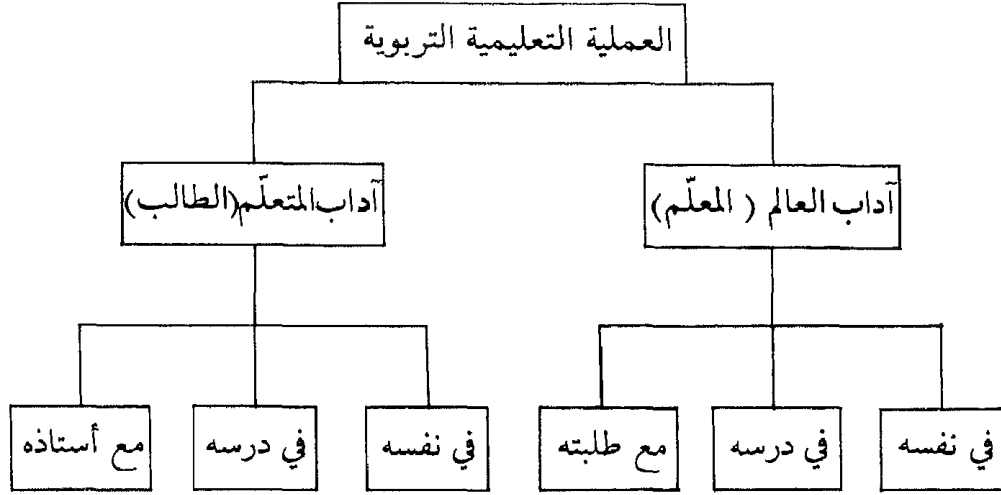 العملية التعليمية التربوية
آداب العالم ( المعلّم )
آداب المتعلّم (الطالب)
في نفسه
في درسه
مع طلبته
في نفسه
في درسه
مع أستاذه